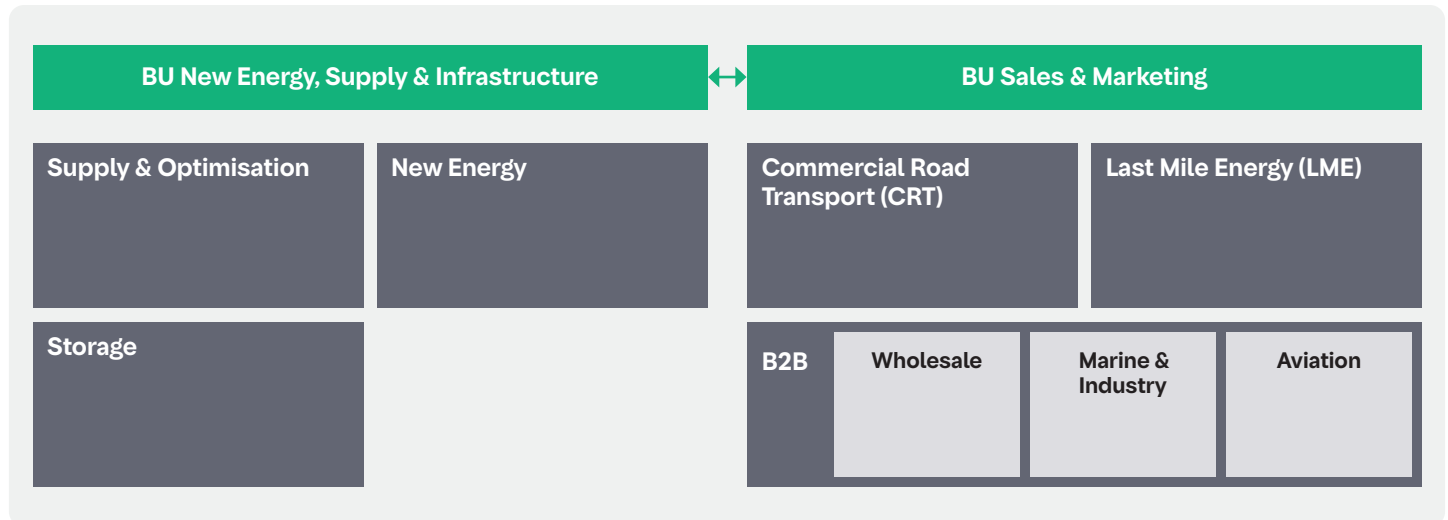 BU New Energy, Supply & Infrastructure
BU Sales & Marketing
Supply & Optimisation
New Energy
Commercial Road
Transport (CRT)
Last Mile Energy (LME)
Storage
B2B
Wholesale
Marine &
Industry
Aviation